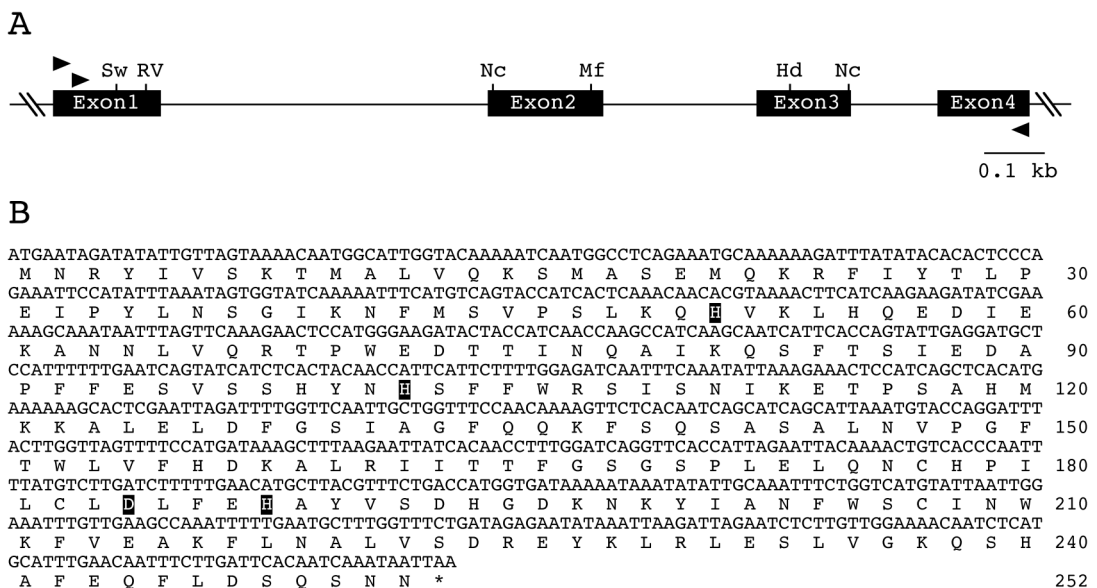 A
Sw RV Nc Mf Hd Nc
Exon1 Exon2 Exon3 Exon4
0.1 kb
B
ATGAATAGATATATTGTTAGTAAAACAATGGCATTGGTACAAAAATCAATGGCCTCAGAAATGCAAAAAAGATTTATATACACACTCCCA
M N R Y I V S K T M A L V Q K S M A S E M Q K R F I Y T L P 30
GAAATTCCATATTTAAATAGTGGTATCAAAAATTTCATGTCAGTACCATCACTCAAACAACACGTAAAACTTCATCAAGAAGATATCGAA
E I P Y L N S G I K N F M S V P S L K Q H V K L H Q E D I E 60
AAAGCAAATAATTTAGTTCAAAGAACTCCATGGGAAGATACTACCATCAACCAAGCCATCAAGCAATCATTCACCAGTATTGAGGATGCT
K A N N L V Q R T P W E D T T I N Q A I K Q S F T S I E D A 90
CCATTTTTTGAATCAGTATCATCTCACTACAACCATTCATTCTTTTGGAGATCAATTTCAAATATTAAAGAAACTCCATCAGCTCACATG
P F F E S V S S H Y N H S F F W R S I S N I K E T P S A H M 120
AAAAAAGCACTCGAATTAGATTTTGGTTCAATTGCTGGTTTCCAACAAAAGTTCTCACAATCAGCATCAGCATTAAATGTACCAGGATTT
K K A L E L D F G S I A G F Q Q K F S Q S A S A L N V P G F 150
ACTTGGTTAGTTTTCCATGATAAAGCTTTAAGAATTATCACAACCTTTGGATCAGGTTCACCATTAGAATTACAAAACTGTCACCCAATT
T W L V F H D K A L R I I T T F G S G S P L E L Q N C H P I 180
TTATGTCTTGATCTTTTTGAACATGCTTACGTTTCTGACCATGGTGATAAAAATAAATATATTGCAAATTTCTGGTCATGTATTAATTGG
L C L D L F E H A Y V S D H G D K N K Y I A N F W S C I N W 210
AAATTTGTTGAAGCCAAATTTTTGAATGCTTTGGTTTCTGATAGAGAATATAAATTAAGATTAGAATCTCTTGTTGGAAAACAATCTCAT
K F V E A K F L N A L V S D R E Y K L R L E S L V G K Q S H 240
GCATTTGAACAATTTCTTGATTCACAATCAAATAATTAA
A F E Q F L D S Q S N N * 252